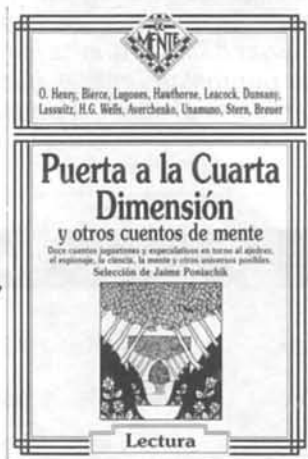 DE
MENTE
O. Henry, Bierce, Lugones, Hawthorne, Leacock, Dunsany,
Lasswitz, H.G. Wells, Averchenko, Unamuno, Stern, Breuer
Puerta a la Cuarta
Dimensión
y otros cuentos de mente
Doce cuentos juguetones y especulativos en torno al ajedrez,
el espionaje, la ciencia, la mente y otros universos posibles.
Selección de Jaime Poniachik
Lectura